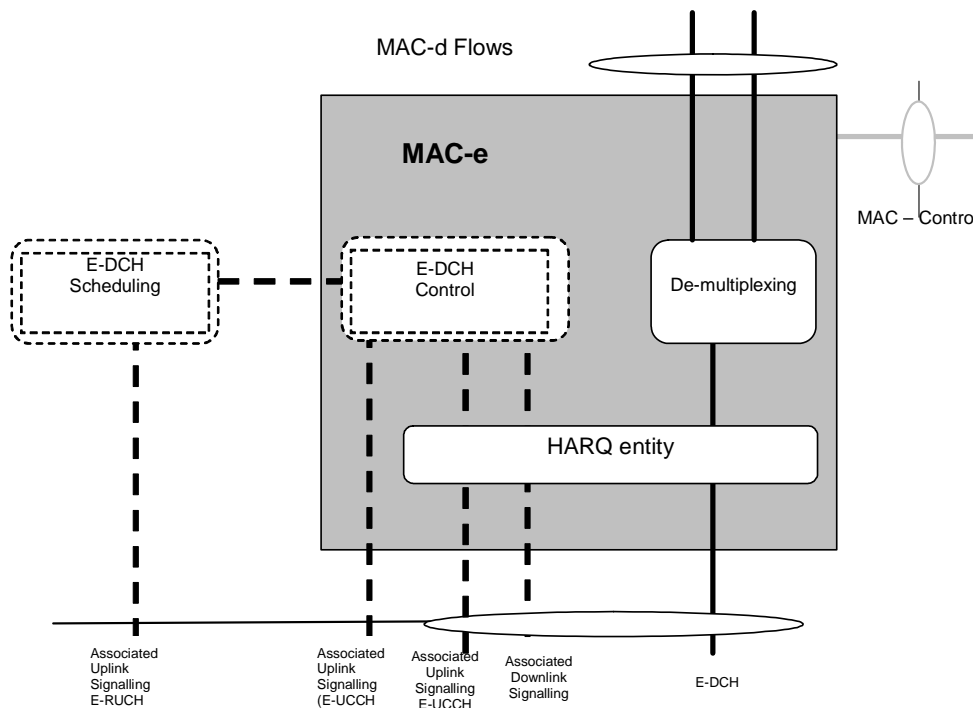 MAC-d Flows
MAC-e
MAC – Contro
E-DCH
Scheduling
E-DCH
Control
De-multiplexing
HARQ entity
Associated
Uplink
Signalling
E-RUCH
Associated
Uplink
Signalling
(E-UCCH
Associated
Uplink
Signalling
E-UCCH
Associated
Downlink
Signalling
E-DCH